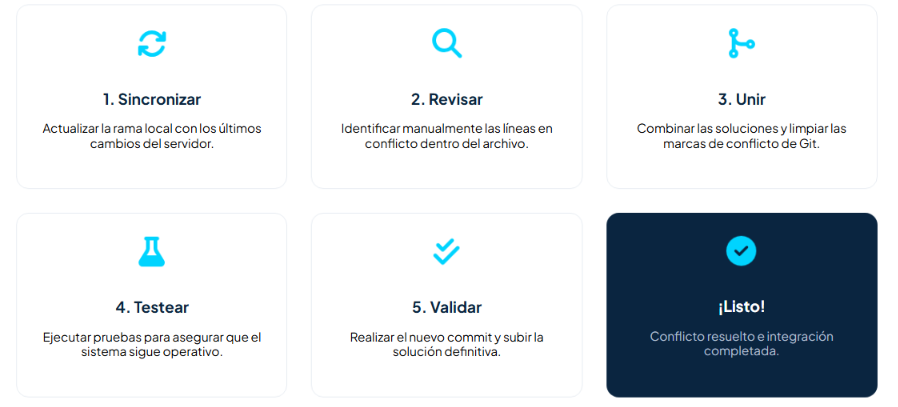 1. Sincronizar
Actualizar la rama local con los últimos
cambios del servidor.
2. Revisar
Identificar manualmente las líneas en
conflicto dentro del archivo.
3. Unir
Combinar las soluciones y limpiar las
marcas de conflicto de Git.
4. Testear
Ejecutar pruebas para asegurar que el
sistema sigue operativo.
5. Validar
Realizar el nuevo commit y subir la
solución definitiva.
¡Listo!
Conflicto resuelto e integración
completada.